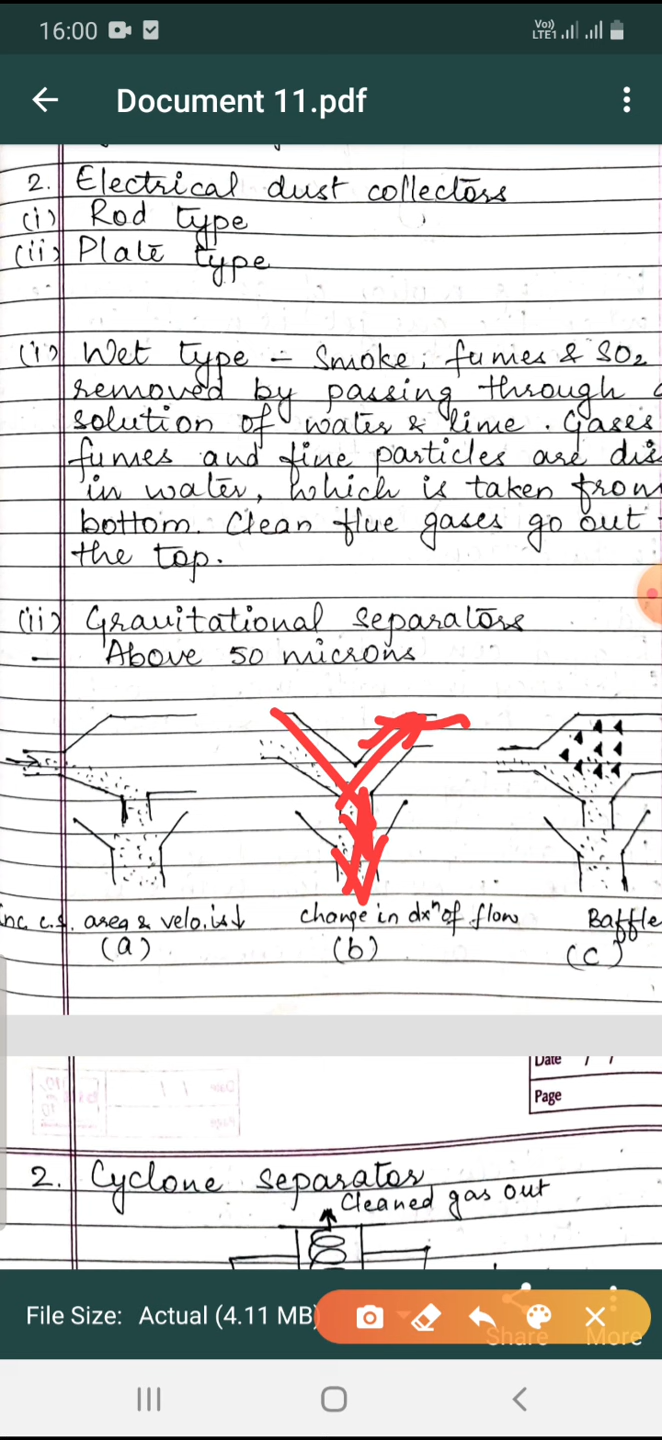 16:00
Vo))
LTE1
Document 11.pdf
2. Electrical dust collectors
(i) Rod type
(ii) Plate type
(i) Wet type - Smoke, fumes & SO2
removed by passing through
solution of water & lime. Gases
fumes and fine particles are dis
in water, which is taken from
bottom. Clean flue gases go out
the top.
(ii) Gravitational separators
- Above 50 microns
inc c.s. area & velo. is ↓
change in dxⁿ of flow
Baffle
(a)
(b)
(c)
Date / /
Page
2. Cyclone separator
Cleaned gas out
File Size: Actual (4.11 MB)
Share
More